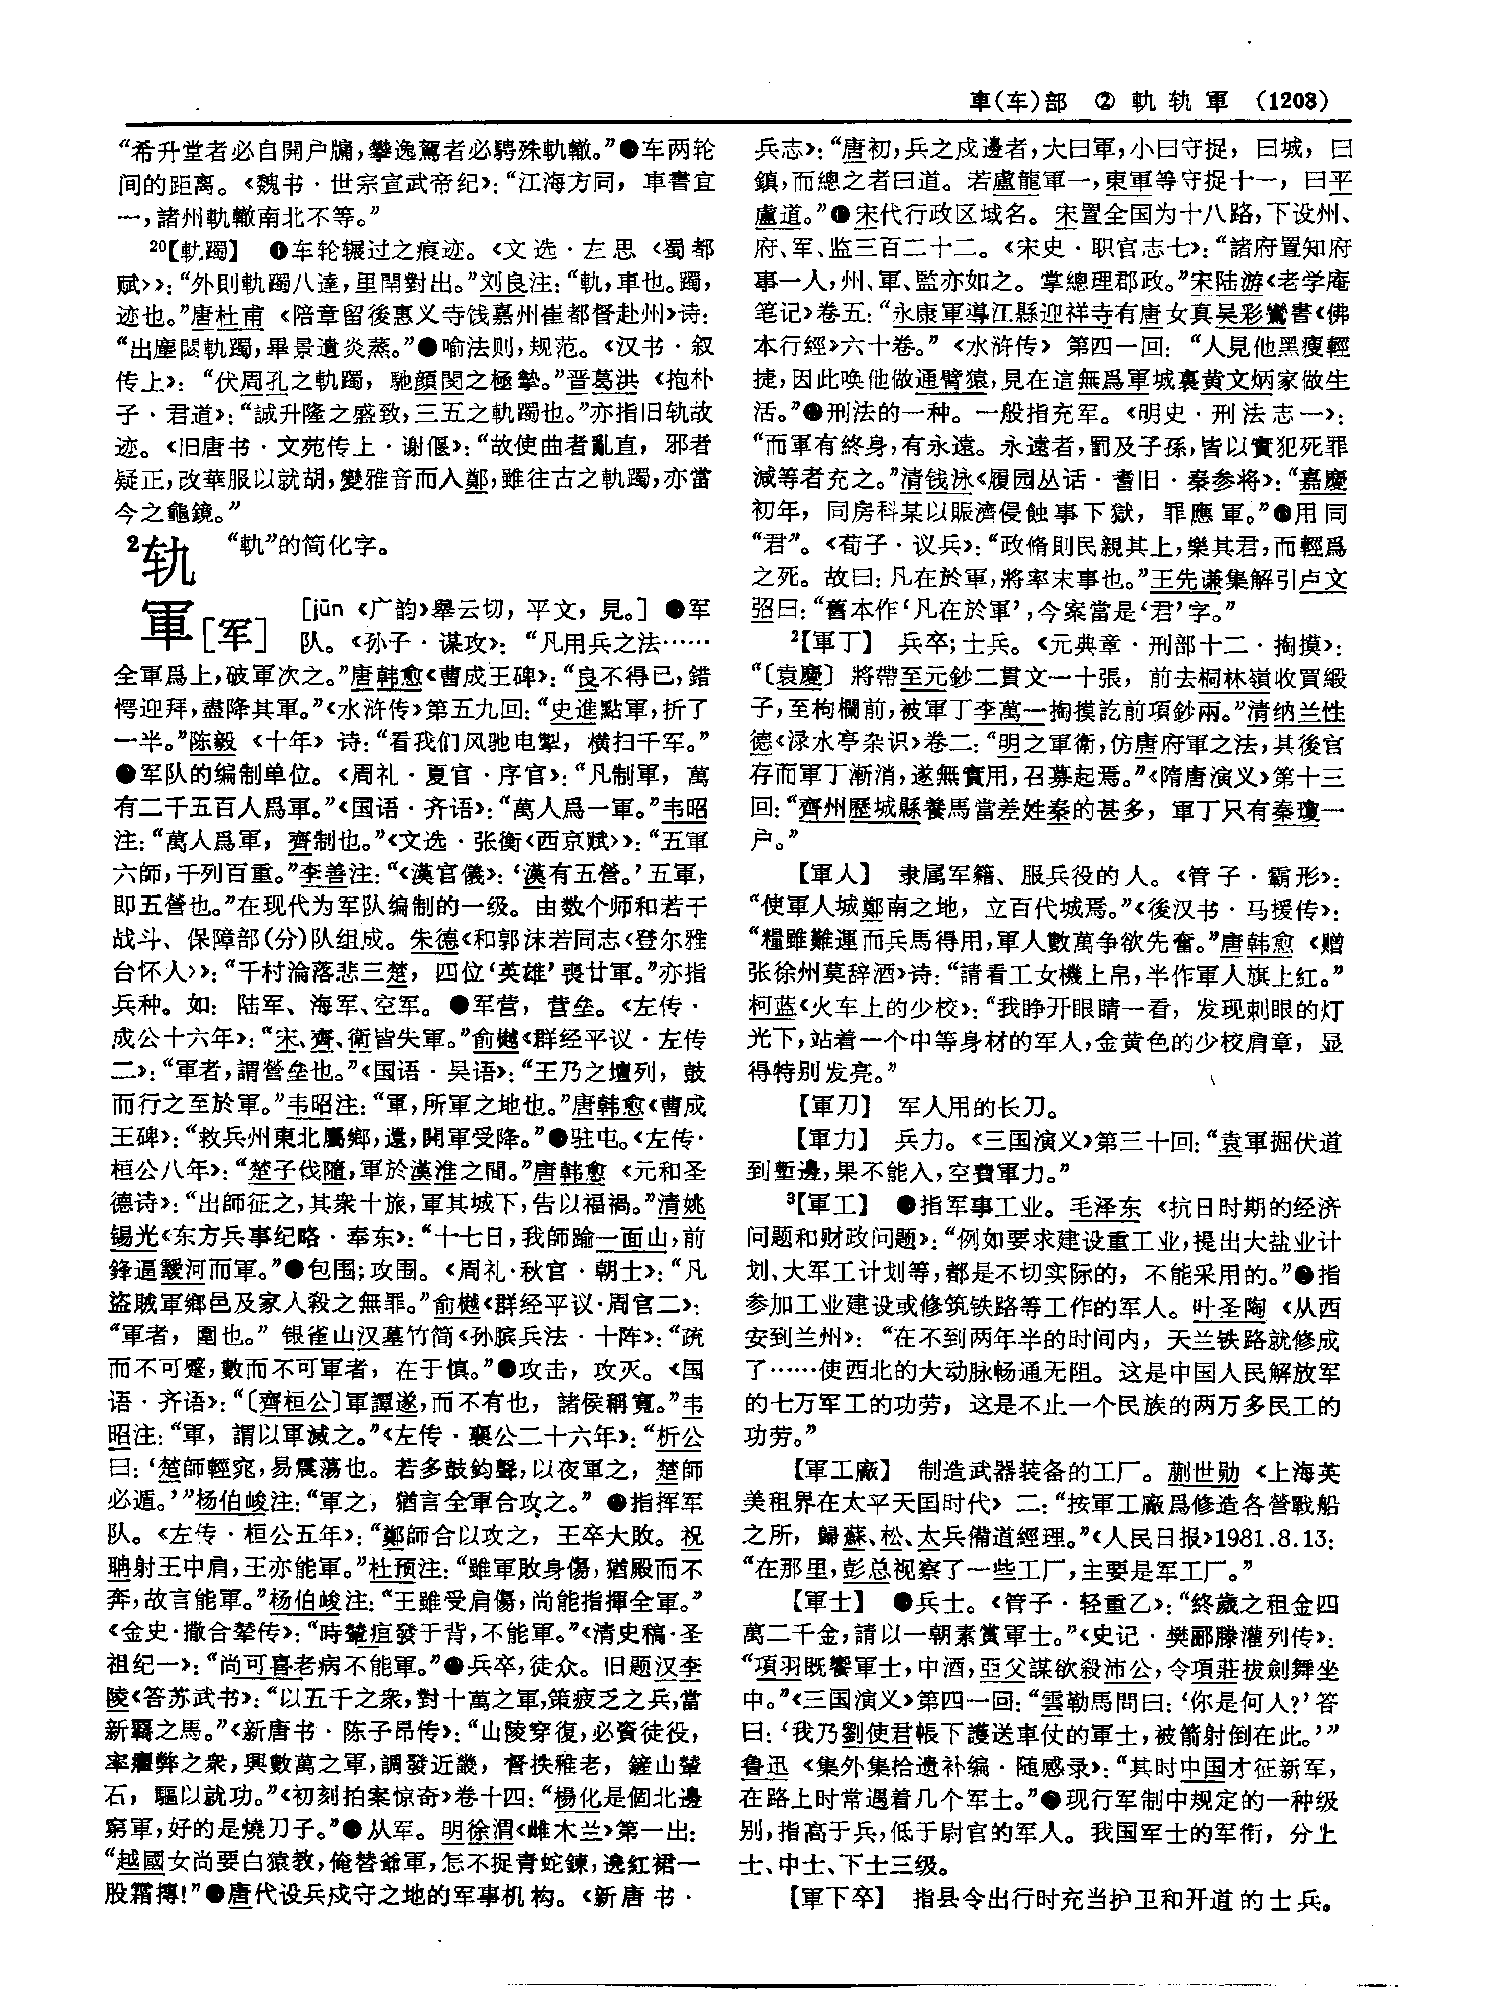 車(车)部　②　軌 轨 軍　(1203)
“希升堂者必自開户牖，攀逸駕者必騁殊軌轍。”●车两轮
间的距离。《魏书·世宗宣武帝纪》：“江海方同，車書宜
一，諸州軌轍南北不等。”
20【軌躅】　❶车轮辗过之痕迹。《文选·左思〈蜀都
赋〉》：“外則軌躅八達，里閈對出。”刘良注：“軌，車也。躅，
迹也。”唐杜甫《陪章留後惠义寺饯嘉州崔都督赴州》诗：
“出塵閟軌躅，畢景遺炎蒸。”●喻法则，规范。《汉书·叙
传上》：“伏周孔之軌躅，馳顔閔之極摯。”晋葛洪《抱朴
子·君道》：“誠升隆之盛致，三五之軌躅也。”亦指旧轨故
迹。《旧唐书·文苑传上·谢偃》：“故使曲者亂直，邪者
疑正，改華服以就胡，變雅音而入鄭，雖往古之軌躅，亦當
今之龜鏡。”
2轨　“軌”的简化字。
軍[军]　[jūn《广韵》舉云切，平文，見。]　●军
队。《孙子·谋攻》：“凡用兵之法……
全軍爲上，破軍次之。”唐韩愈《曹成王碑》：“良不得已，錯
愕迎拜，盡降其軍。”《水浒传》第五九回：“史進點軍，折了
一半。”陈毅《十年》诗：“看我们风驰电掣，横扫千军。”
●军队的编制单位。《周礼·夏官·序官》：“凡制軍，萬
有二千五百人爲軍。”《国语·齐语》：“萬人爲一軍。”韦昭
注：“萬人爲軍，齊制也。”《文选·张衡〈西京赋〉》：“五軍
六師，千列百重。”李善注：“《漢官儀》：‘漢有五營。’五軍，
即五營也。”在现代为军队编制的一级。由数个师和若干
战斗、保障部(分)队组成。朱德《和郭沫若同志〈登尔雅
台怀人〉》：“千村淪落悲三楚，四位‘英雄’喪廿軍。”亦指
兵种。如：陆军、海军、空军。●军营，营垒。《左传·
成公十六年》：“宋、齊、衛皆失軍。”俞樾《群经平议·左传
二》：“軍者，謂營垒也。”《国语·吴语》：“王乃之壇列，鼓
而行之至於軍。”韦昭注：“軍，所軍之地也。”唐韩愈《曹成
王碑》：“救兵州東北屬鄉，還，開軍受降。”●驻屯。《左传·
桓公八年》：“楚子伐隨，軍於漢淮之間。”唐韩愈《元和圣
德诗》：“出師征之，其衆十旅，軍其城下，告以福禍。”清姚
锡光《东方兵事纪略·奉东》：“十七日，我師踰一面山，前
鋒逼靉河而軍。”●包围；攻围。《周礼·秋官·朝士》：“凡
盜賊軍鄉邑及家人殺之無罪。”俞樾《群经平议·周官二》：
“軍者，圍也。”银雀山汉墓竹简《孙膑兵法·十阵》：“疏
而不可蹙，數而不可軍者，在于慎。”●攻击，攻灭。《国
语·齐语》：“〔齊桓公〕軍譚遂，而不有也，諸侯稱寬。”韦
昭注：“軍，謂以軍滅之。”《左传·襄公二十六年》：“析公
曰：‘楚師輕窕，易震蕩也。若多鼓鈞聲，以夜軍之，楚師
必遁。’”杨伯峻注：“軍之，猶言全軍合攻之。”●指挥军
队。《左传·桓公五年》：“鄭師合以攻之，王卒大敗。祝
聃射王中肩，王亦能軍。”杜预注：“雖軍敗身傷，猶殿而不
奔，故言能軍。”杨伯峻注：“王雖受肩傷，尚能指揮全軍。”
《金史·撒合辇传》：“時聱疽發于背，不能軍。”《清史稿·圣
祖纪一》：“尚可喜老病不能軍。”●兵卒，徒众。旧题汉李
陵《答苏武书》：“以五千之衆，對十萬之軍，策疲乏之兵，當
新羈之馬。”《新唐书·陈子昂传》：“山陵穿復，必資徒役，
率癯弊之衆，興數萬之軍，調發近畿，督抶稚老，鏟山輦
石，驅以就功。”《初刻拍案惊奇》卷十四：“楊化是個北邊
窮軍，好的是燒刀子。”●从军。明徐渭《雌木兰》第一出：
“越國女尚要白猿教，俺替爺軍，怎不捉青蛇鍊，遶紅裙一
股霜摶！”●唐代设兵戍守之地的军事机构。《新唐书·
兵志》：“唐初，兵之戍邊者，大曰軍，小曰守捉，曰城，曰
鎮，而總之者曰道。若盧龍軍一，東軍等守捉十一，曰平
盧道。”●宋代行政区域名。宋置全国为十八路，下设州、
府、军、监三百二十二。《宋史·职官志七》：“諸府置知府
事一人，州、軍、監亦如之。掌總理郡政。”宋陆游《老学庵
笔记》卷五：“永康軍導江縣迎祥寺有唐女真吴彩鸞書《佛
本行經》六十卷。”《水浒传》第四一回：“人見他黑瘦輕
捷，因此唤他做通臂猿，見在這無爲軍城裏黄文炳家做生
活。”●刑法的一种。一般指充军。《明史·刑法志一》：
“而軍有終身，有永遠。永遠者，罰及子孫，皆以實犯死罪
減等者充之。”清钱泳《履园丛话·耆旧·秦参将》：“嘉慶
初年，同房科某以賑濟侵蝕事下獄，罪應軍。”●用同
“君”。《荀子·议兵》：“政脩則民親其上，樂其君，而輕爲
之死。故曰：凡在於軍，將率末事也。”王先谦集解引卢文
弨曰：“舊本作‘凡在於軍’，今案當是‘君’字。”
2【軍丁】　兵卒；士兵。《元典章·刑部十二·掏摸》：
“〔袁慶〕將帶至元鈔二貫文一十張，前去桐林嶺收買緞
子，至枸欄前，被軍丁李萬一掏摸訖前項鈔兩。”清纳兰性
德《渌水亭杂识》卷二：“明之軍衛，仿唐府軍之法，其後官
存而軍丁漸消，遂無實用，召募起焉。”《隋唐演义》第十三
回：“齊州歷城縣養馬當差姓秦的甚多，軍丁只有秦瓊一
户。”
【軍人】　隶属军籍、服兵役的人。《管子·霸形》：
“使軍人城鄭南之地，立百代城焉。”《後汉书·马援传》：
“糧雖難運而兵馬得用，軍人數萬争欲先奮。”唐韩愈《赠
张徐州莫辞酒》诗：“請看工女機上帛，半作軍人旗上紅。”
柯蓝《火车上的少校》：“我睁开眼睛一看，发现刺眼的灯
光下，站着一个中等身材的军人，金黄色的少校肩章，显
得特别发亮。”
【軍刀】　军人用的长刀。
【軍力】　兵力。《三国演义》第三十回：“袁軍掘伏道
到塹邊，果不能入，空費軍力。”
3【軍工】　●指军事工业。毛泽东《抗日时期的经济
问题和财政问题》：“例如要求建设重工业，提出大盐业计
划、大军工计划等，都是不切实际的，不能采用的。”●指
参加工业建设或修筑铁路等工作的军人。叶圣陶《从西
安到兰州》：“在不到两年半的时间内，天兰铁路就修成
了……使西北的大动脉畅通无阻。这是中国人民解放军
的七万军工的功劳，这是不止一个民族的两万多民工的
功劳。”
【軍工廠】　制造武器装备的工厂。蒯世勋《上海英
美租界在太平天国时代》二：“按軍工廠爲修造各營戰船
之所，歸蘇、松、太兵備道經理。”《人民日报》1981.8.13：
“在那里，彭总视察了一些工厂，主要是军工厂。”
【軍士】　●兵士。《管子·轻重乙》：“終歲之租金四
萬二千金，請以一朝素賞軍士。”《史记·樊郦滕灌列传》：
“項羽既饗軍士，中酒，亞父謀欲殺沛公，令項莊拔劍舞坐
中。”《三国演义》第四一回：“雲勒馬問曰：‘你是何人？’答
曰：‘我乃劉使君帳下護送車仗的軍士，被箭射倒在此。’”
鲁迅《集外集拾遗补编·随感录》：“其时中国才征新军，
在路上时常遇着几个军士。”●现行军制中规定的一种级
别，指高于兵，低于尉官的军人。我国军士的军衔，分上
士、中士、下士三级。
【軍下卒】　指县令出行时充当护卫和开道的士兵。